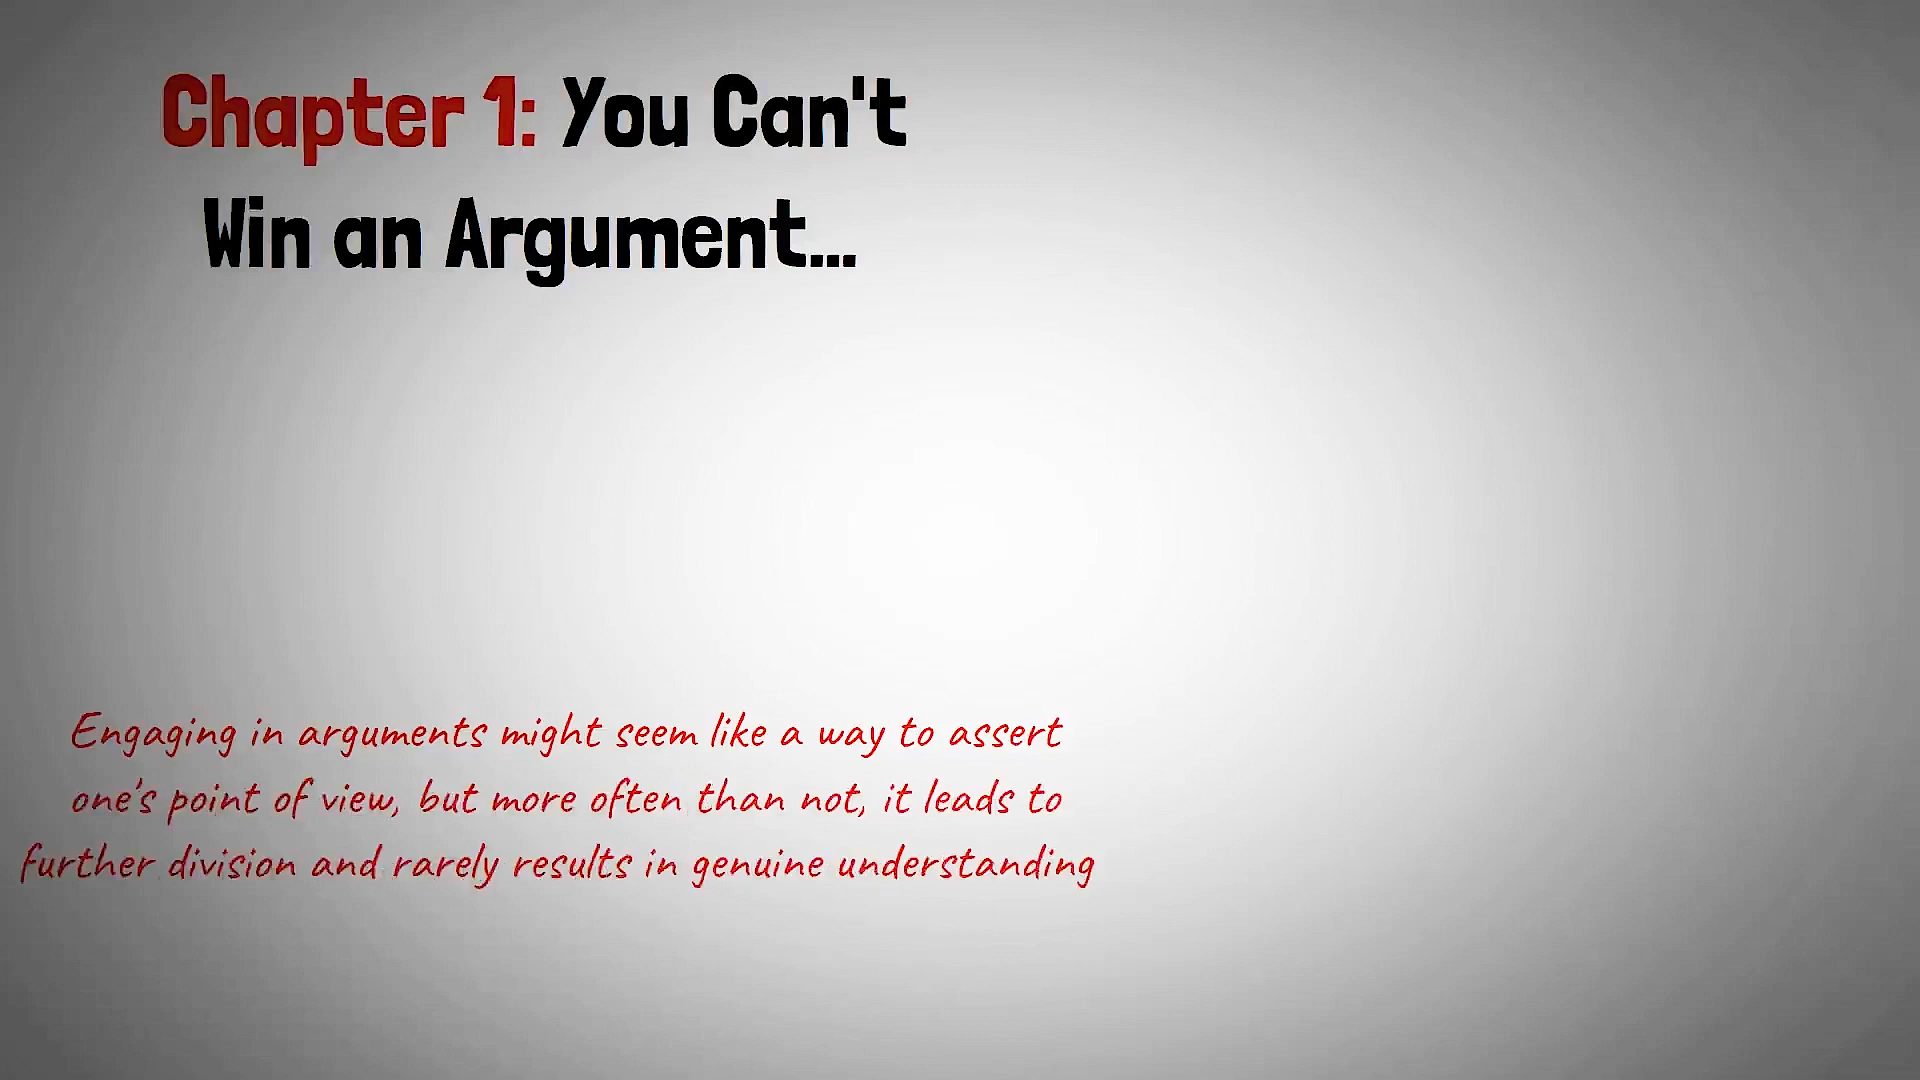 Chapter 1: You Can't
Win an Argument...
Engaging in arguments might seem like a way to assert
one's point of view, but more often than not, it leads to
further division and rarely results in genuine understanding